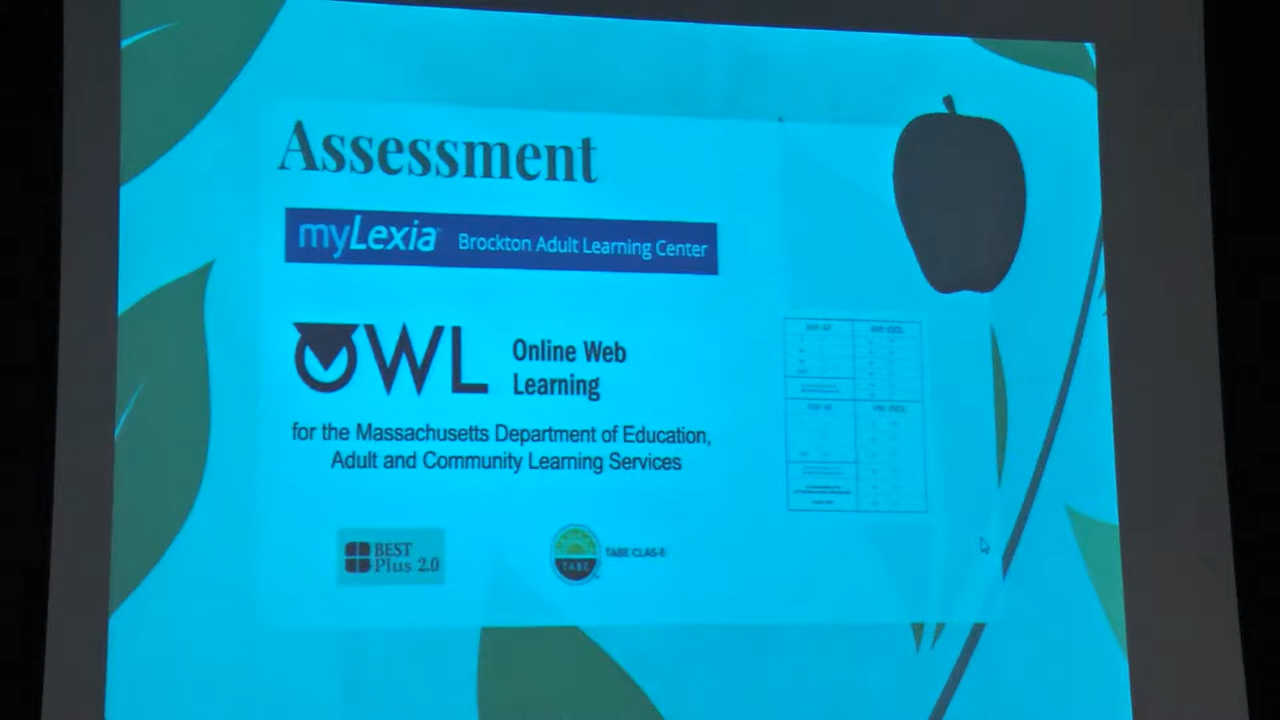 Assessment
myLexia Brockton Adult Learning Center
OWL Online Web
Learning
for the Massachusetts Department of Education,
Adult and Community Learning Services
BEST
Plus 2.0
TABE
TABE CLAS-E